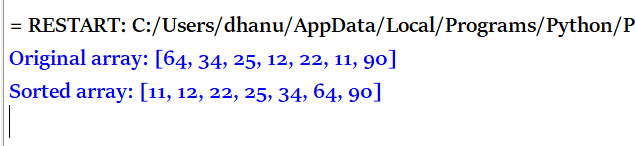 = RESTART: C:/Users/dhanu/AppData/Local/Programs/Python/P
Original array: [64, 34, 25, 12, 22, 11, 90]
Sorted array: [11, 12, 22, 25, 34, 64, 90]